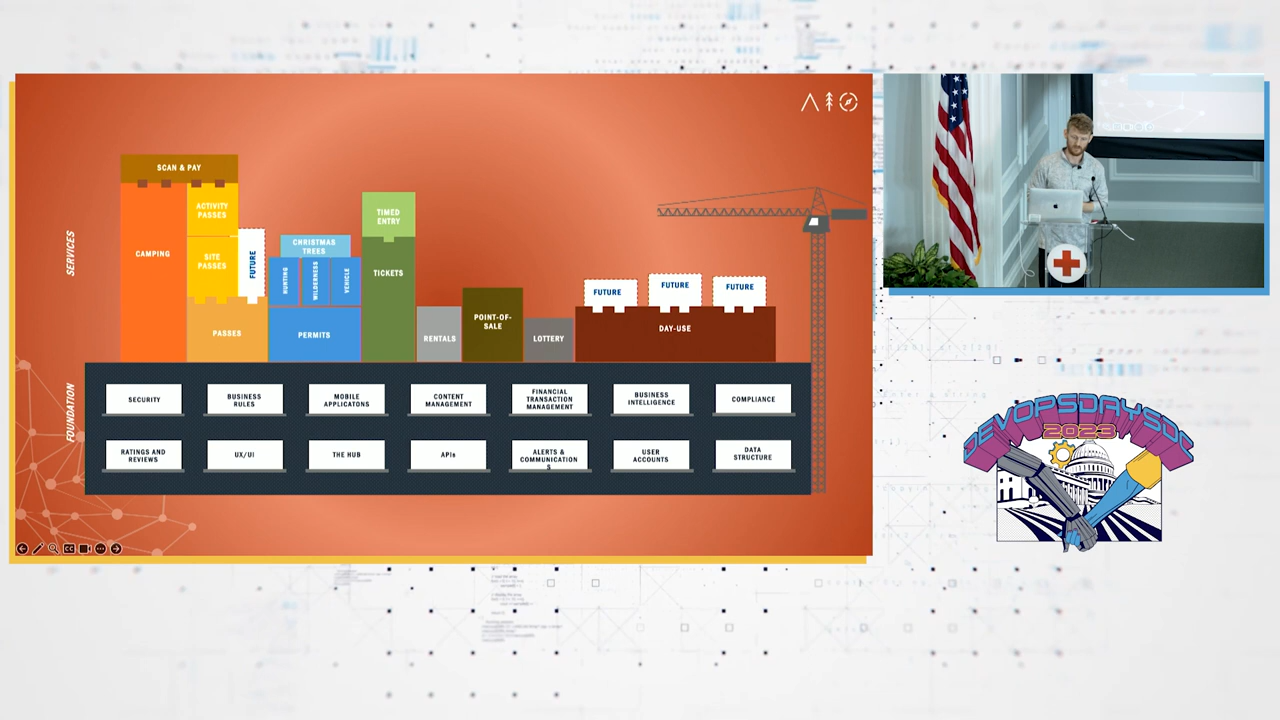 SCAN & PAY
ACTIVITY
PASSES
TIMED
ENTRY
SERVICES
CAMPING
SITE
PASSES
FUTURE
CHRISTMAS
TREES
HUNTING
WILDERNESS
VEHICLE
TICKETS
FUTURE
FUTURE
FUTURE
PASSES
PERMITS
RENTALS
POINT-OF-
SALE
LOTTERY
DAY-USE
FOUNDATION
SECURITY
BUSINESS
RULES
MOBILE
APPLICATONS
CONTENT
MANAGEMENT
FINANCIAL
TRANSACTION
MANAGEMENT
BUSINESS
INTELLIGENCE
COMPLIANCE
RATINGS AND
REVIEWS
UX/UI
THE HUB
APIs
ALERTS &
COMMUNICATION
S
USER
ACCOUNTS
DATA
STRUCTURE
DEVOPSDAYSDC
2023